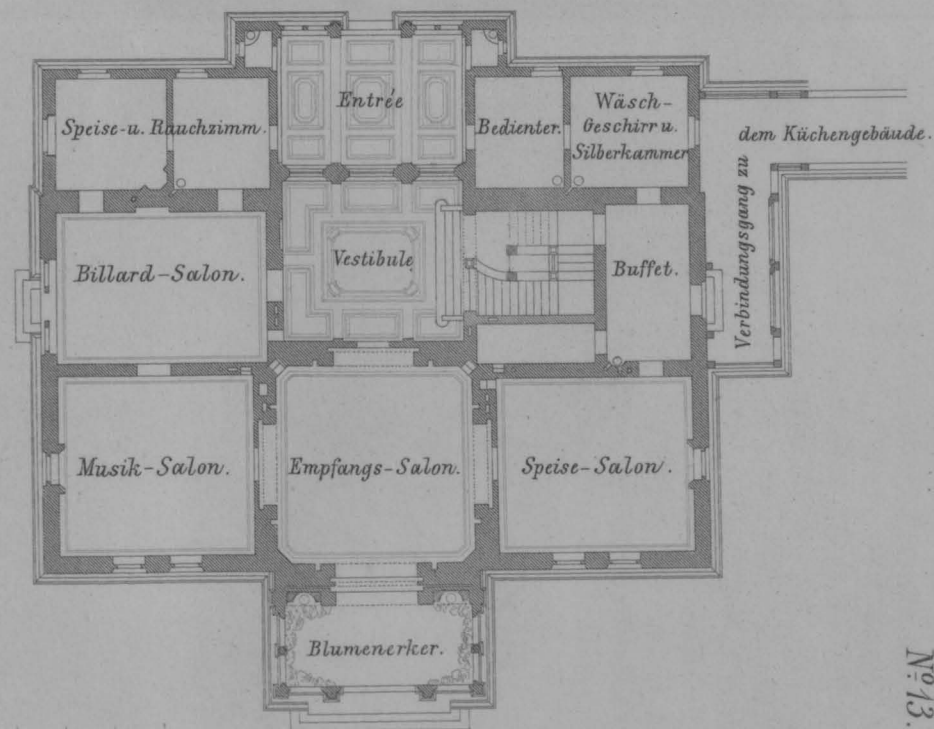 Entrée
Speise-u. Rauchzimm.
Bedienter.
Wäsch-
Geschirr u.
Silberkammer
dem Küchengebäude.
Verbindungsgang zu
Billard-Salon.
Vestibule
Buffet.
Musik-Salon.
Empfangs-Salon.
Speise-Salon.
Blumenerker.
No. 13.